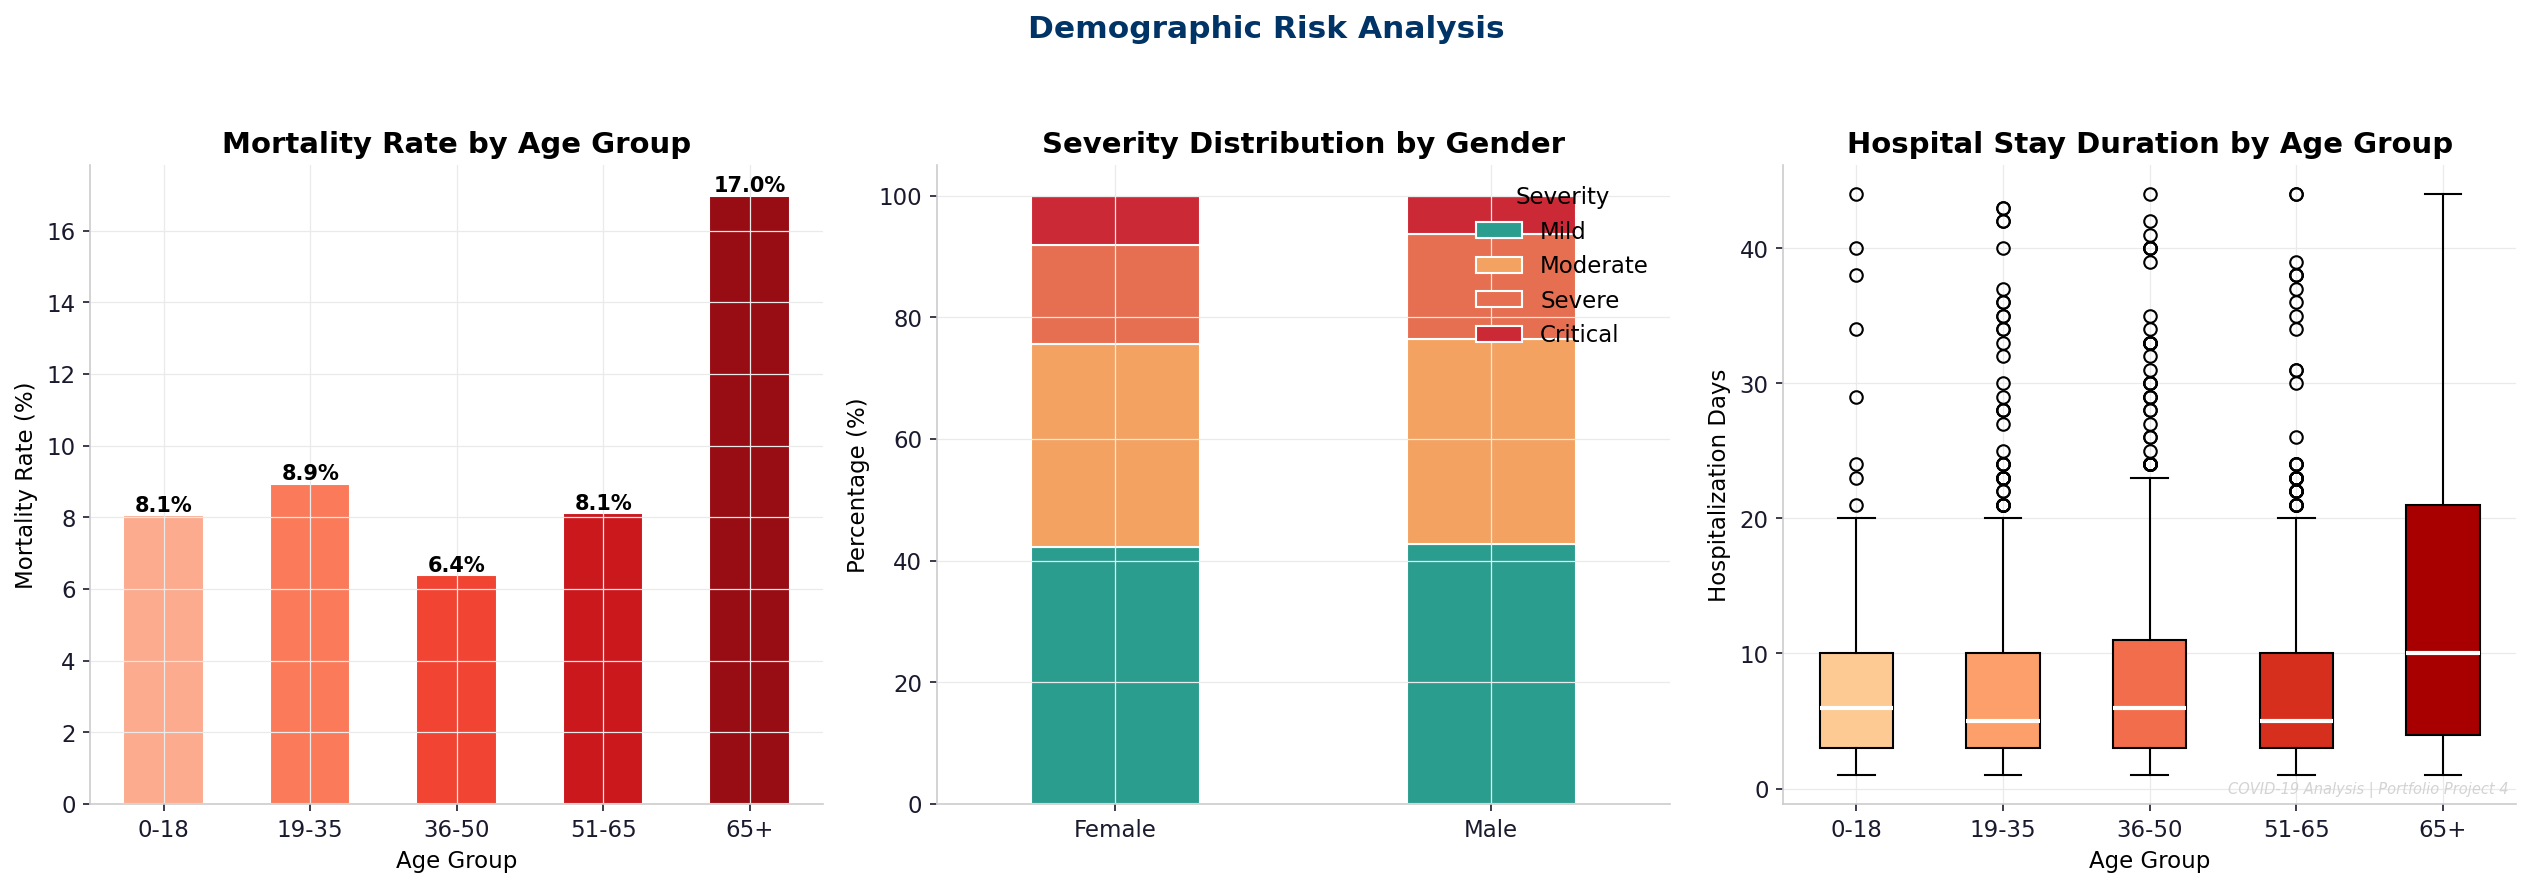 Demographic Risk Analysis
Mortality Rate by Age Group
Mortality Rate (%)
16
14
12
10
8
6
4
2
0
8.1%
8.9%
6.4%
8.1%
17.0%
0-18 19-35 36-50 51-65 65+
Age Group
Severity Distribution by Gender
Percentage (%)
100
80
60
40
20
0
Severity
Mild
Moderate
Severe
Critical
Female Male
Hospital Stay Duration by Age Group
Hospitalization Days
40
30
20
10
0
COVID-19 Analysis | Portfolio Project 4
0-18 19-35 36-50 51-65 65+
Age Group